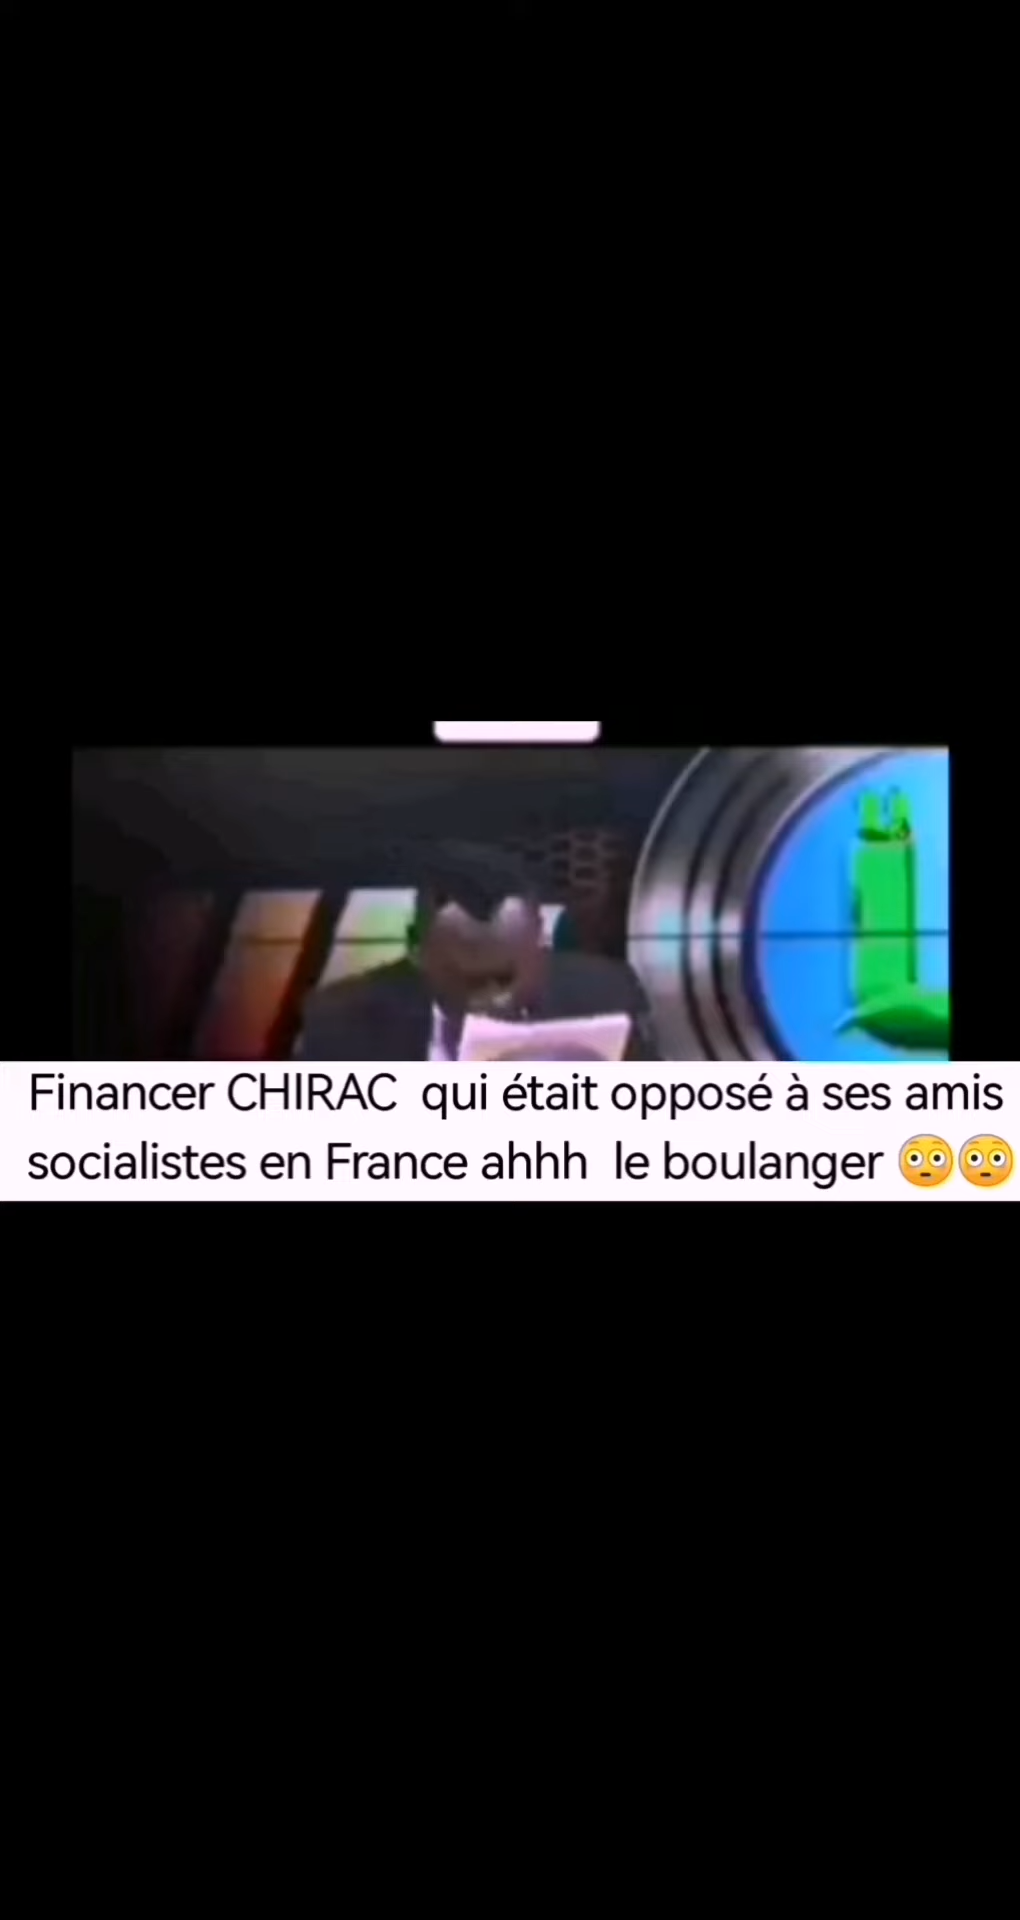 Financer CHIRAC  qui était opposé à ses amis
socialistes en France ahhh  le boulanger 😳😳